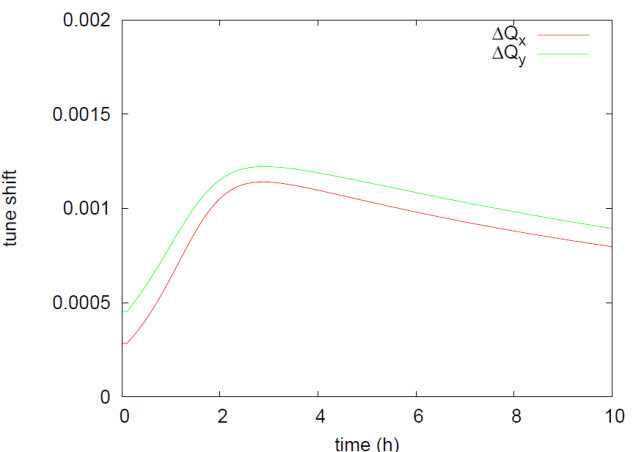 0.002
ΔQx
ΔQy
0.0015
tune shift
0.001
0.0005
0
0 2 4 6 8 10
time (h)